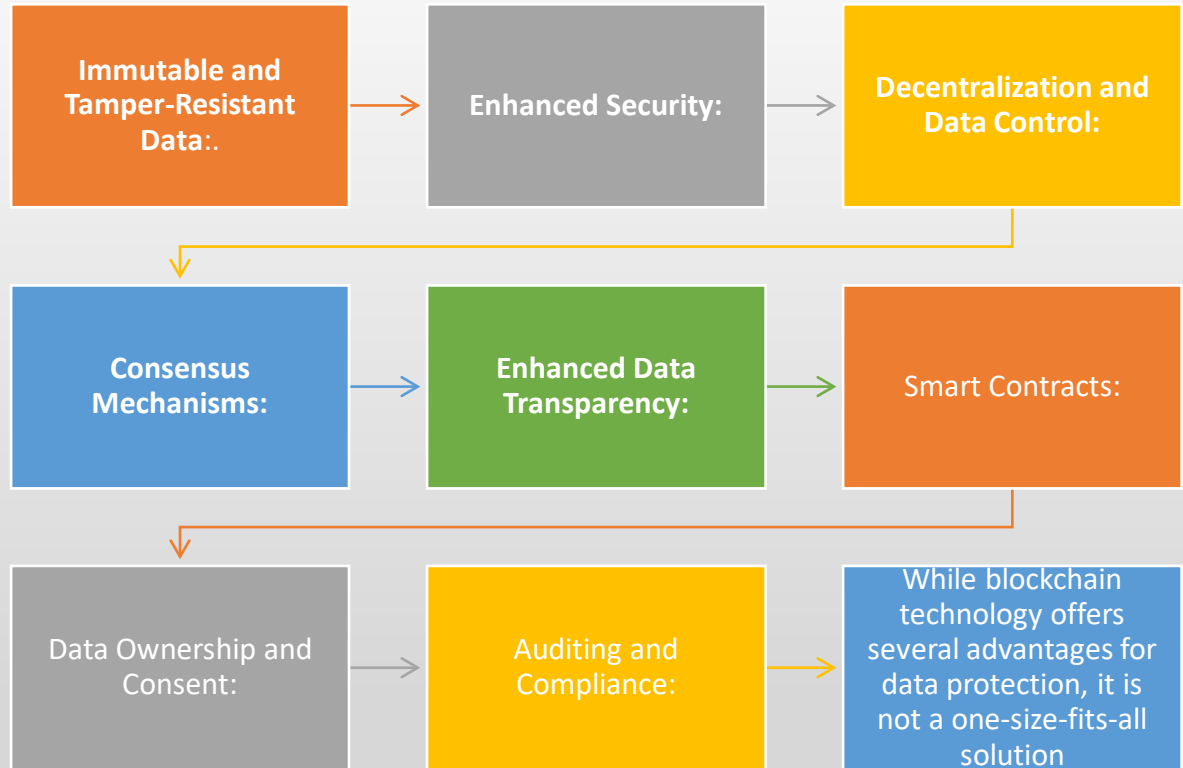 Immutable and
Tamper-Resistant
Data:.
Enhanced Security:
Decentralization and
Data Control:
Consensus
Mechanisms:
Enhanced Data
Transparency:
Smart Contracts:
Data Ownership and
Consent:
Auditing and
Compliance:
While blockchain
technology offers
several advantages for
data protection, it is
not a one-size-fits-all
solution